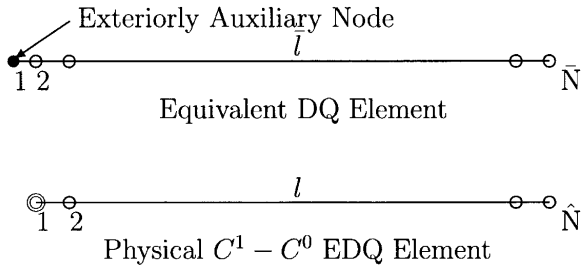 Exteriorly Auxiliary Node
l̄
1 2 N̄
Equivalent DQ Element
l
1 2 N̂
Physical C¹ − C⁰ EDQ Element